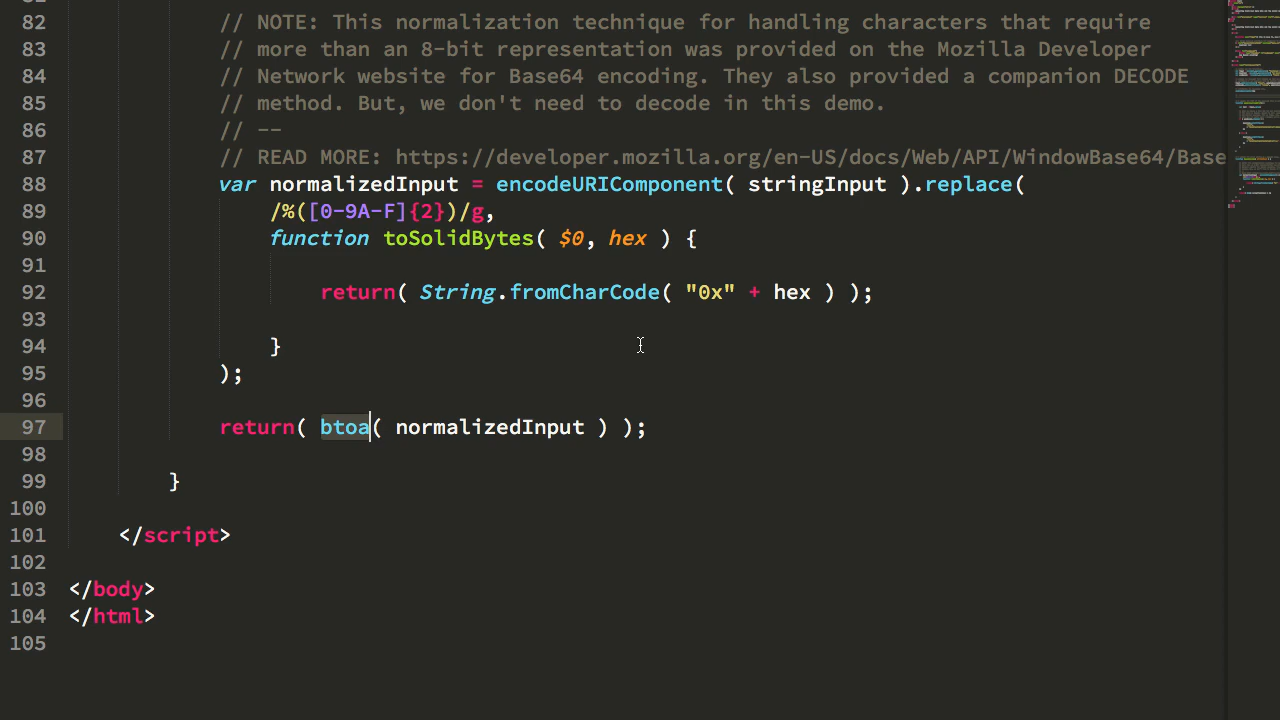 82 // NOTE: This normalization technique for handling characters that require
83 // more than an 8-bit representation was provided on the Mozilla Developer
84 // Network website for Base64 encoding. They also provided a companion DECODE
85 // method. But, we don't need to decode in this demo.
86 // --
87 // READ MORE: https://developer.mozilla.org/en-US/docs/Web/API/WindowBase64/Base
88 var normalizedInput = encodeURIComponent( stringInput ).replace(
89 /%([0-9A-F]{2})/g,
90 function toSolidBytes( $0, hex ) {
91
92 return( String.fromCharCode( "0x" + hex ) );
93
94 }
95 );
96
97 return( btoa( normalizedInput ) );
98
99 }
100
101 </script>
102
103 </body>
104 </html>
105